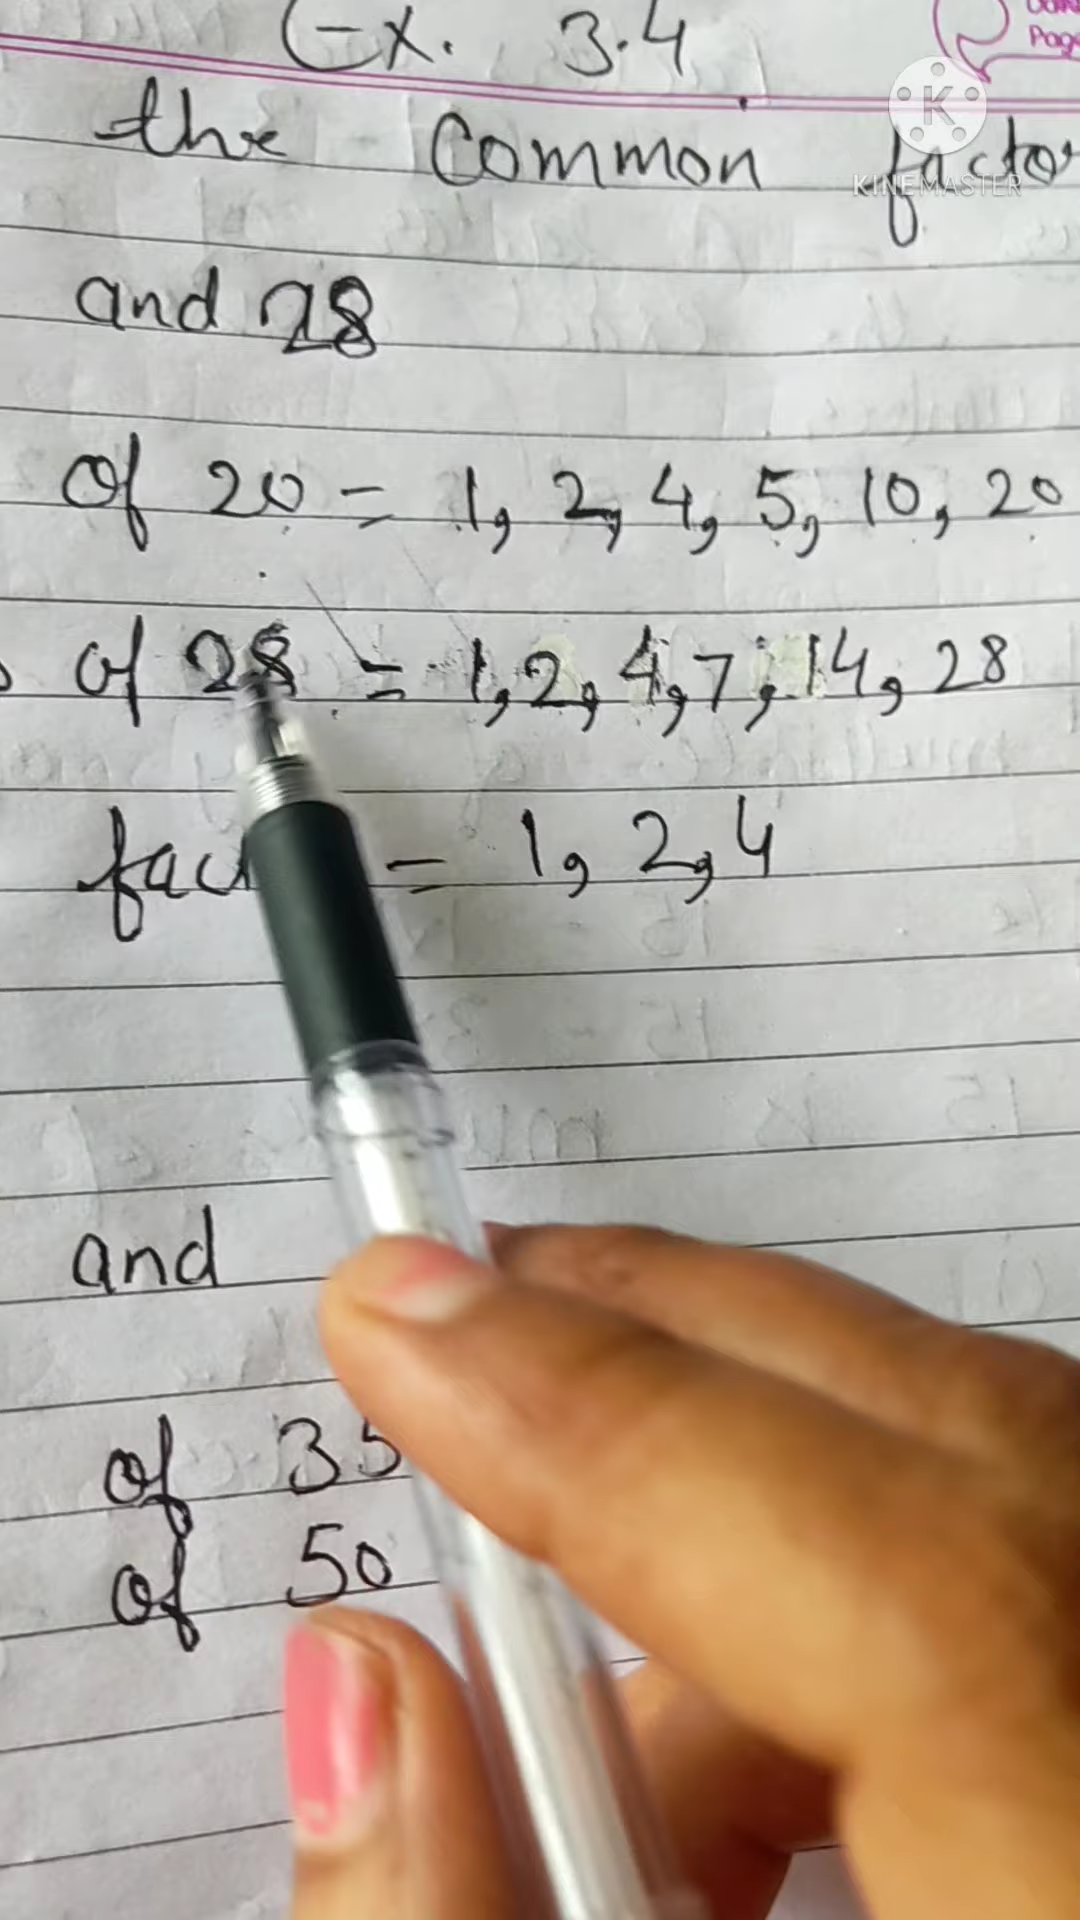 Ex. 3.4
the Common factor
KINEMASTER
and 28
of 20 = 1, 2, 4, 5, 10, 20
of 28 = 1, 2, 4, 7, 14, 28
= 1, 2, 4
and
of 35
of 50